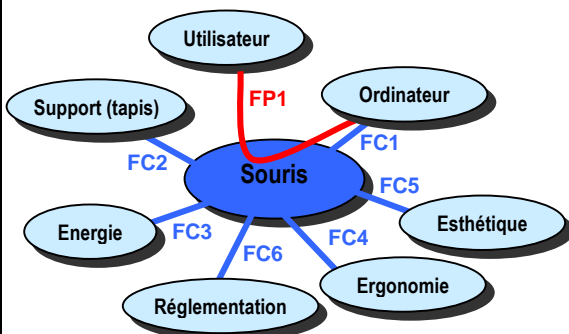 Utilisateur
FP1
Ordinateur
Support (tapis)
FC1
FC2
Souris
FC5
Esthétique
Energie
FC3
FC4
FC6
Ergonomie
Réglementation